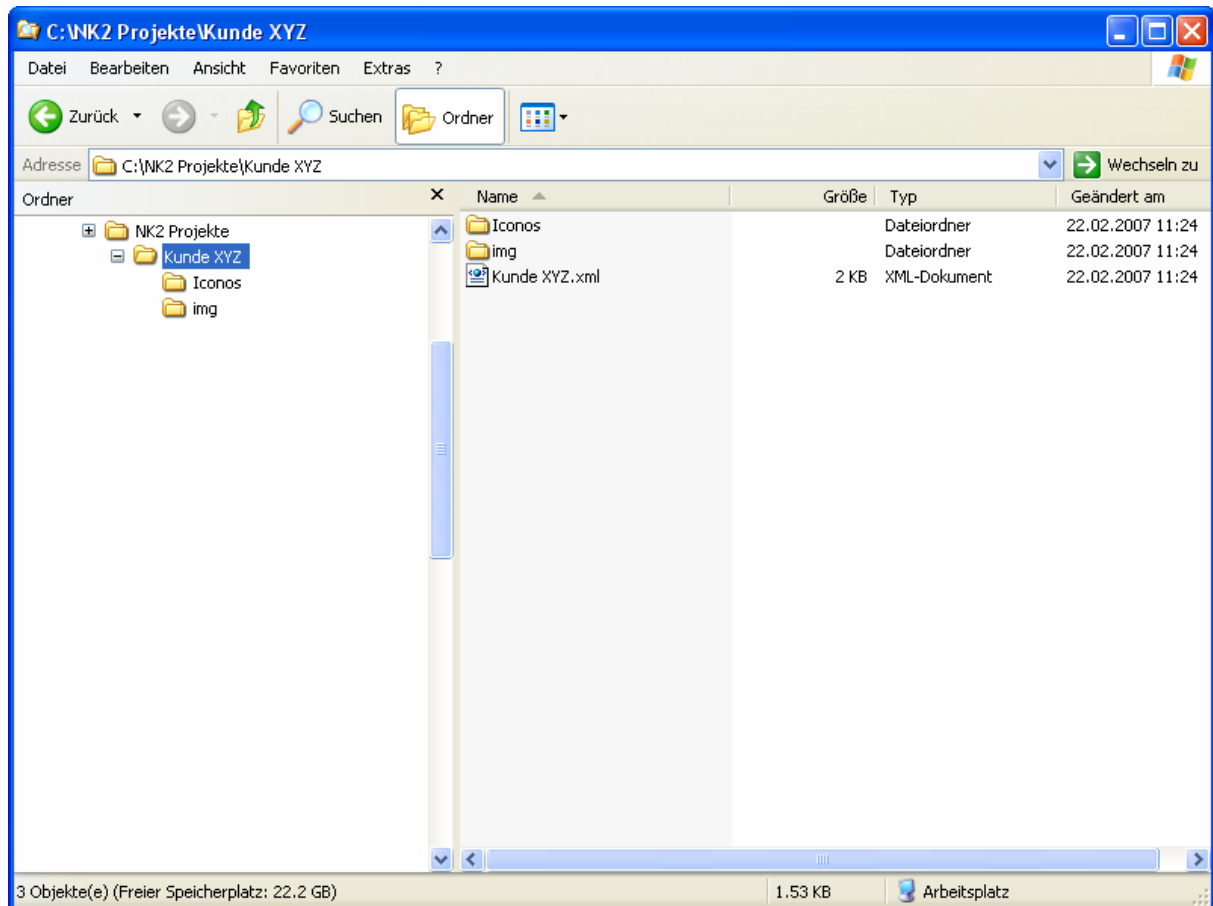 C:\NK2 Projekte\Kunde XYZ
Datei Bearbeiten Ansicht Favoriten Extras ?
Zurück Suchen Ordner
Adresse C:\NK2 Projekte\Kunde XYZ Wechseln zu
Ordner
NK2 Projekte
Kunde XYZ
Iconos
img
Name Größe Typ Geändert am
Iconos Dateiordner 22.02.2007 11:24
img Dateiordner 22.02.2007 11:24
Kunde XYZ.xml 2 KB XML-Dokument 22.02.2007 11:24
3 Objekte(e) (Freier Speicherplatz: 22.2 GB) 1.53 KB Arbeitsplatz